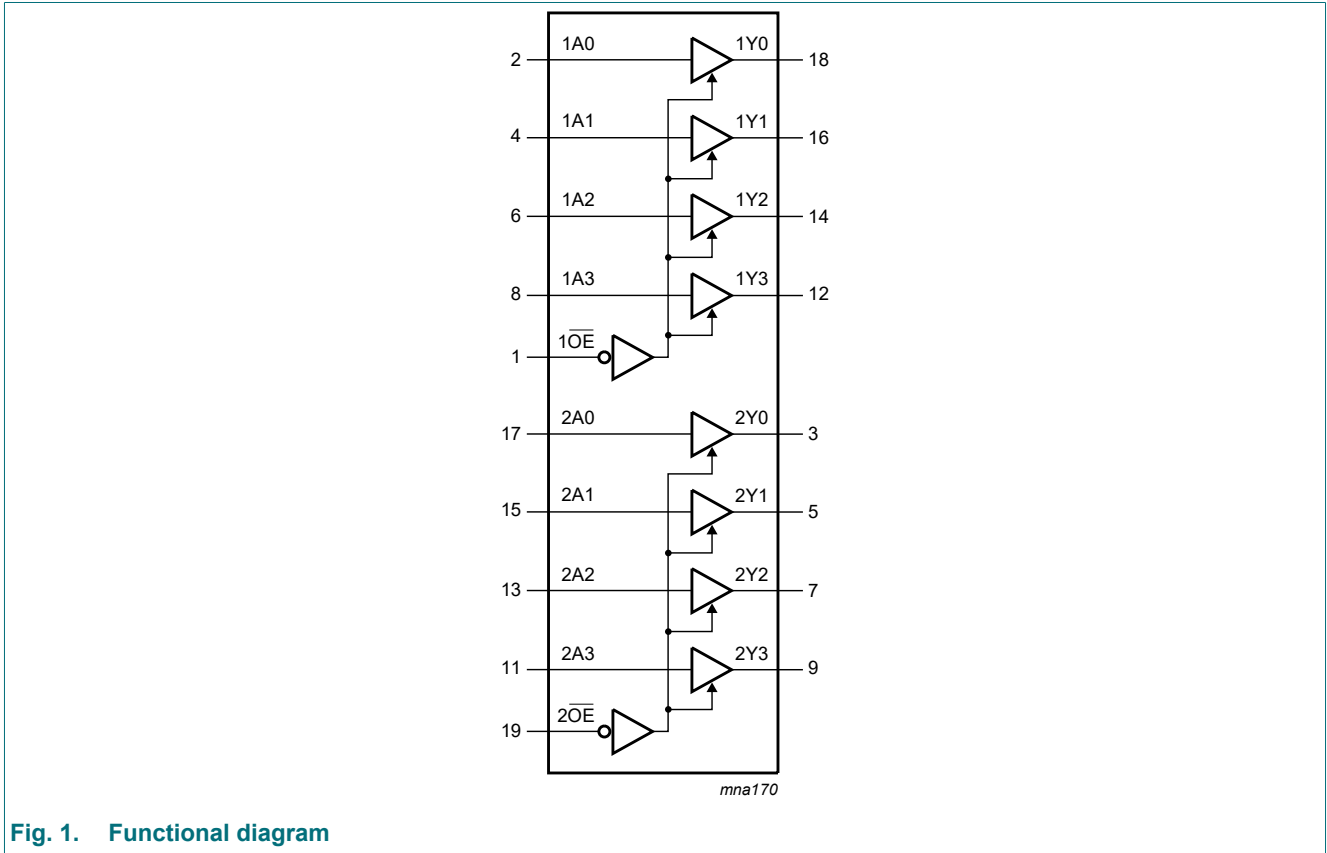 1A0 1Y0
2 18
1A1 1Y1
4 16
1A2 1Y2
6 14
1A3 1Y3
8 12
1O̅E̅
1
2A0 2Y0
17 3
2A1 2Y1
15 5
2A2 2Y2
13 7
2A3 2Y3
11 9
2O̅E̅
19
mna170
Fig. 1. Functional diagram